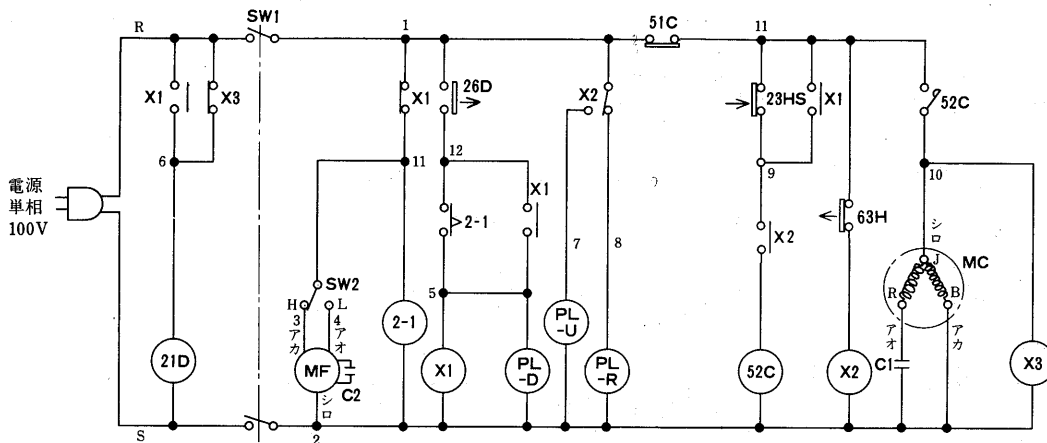 SW1
R
1
51C
11
X1
X3
X1
26D
X2
23HS
X1
52C
6
11
12
X1
9
10
電源
単相
100V
2-1
X2
63H
シロ
J
MC
7
8
SW2
H
L
3
4
アカ
アオ
5
R
B
アオ
アカ
21D
MF
C2
シロ
2-1
X1
PL
-D
PL
-U
PL
-R
52C
X2
C1
X3
S
2